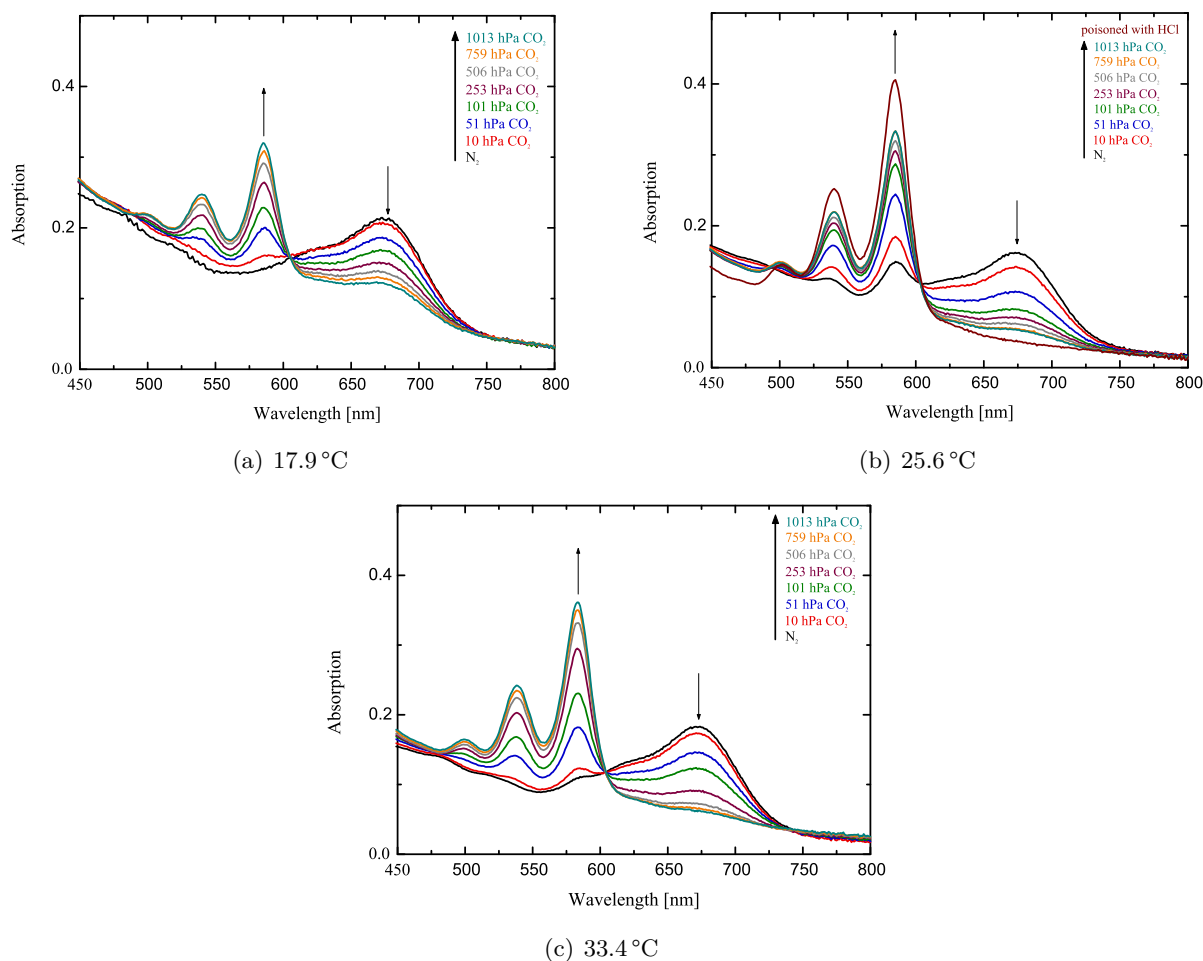 1013 hPa CO₂
759 hPa CO₂
506 hPa CO₂
253 hPa CO₂
101 hPa CO₂
51 hPa CO₂
10 hPa CO₂
N₂
0.4
0.2
0.0
Absorption
450 500 550 600 650 700 750 800
Wavelength [nm]
(a) 17.9 °C
poisoned with HCl
1013 hPa CO₂
759 hPa CO₂
506 hPa CO₂
253 hPa CO₂
101 hPa CO₂
51 hPa CO₂
10 hPa CO₂
N₂
0.4
0.2
0.0
Absorption
450 500 550 600 650 700 750 800
Wavelength [nm]
(b) 25.6 °C
1013 hPa CO₂
759 hPa CO₂
506 hPa CO₂
253 hPa CO₂
101 hPa CO₂
51 hPa CO₂
10 hPa CO₂
N₂
0.4
0.2
0.0
Absorption
450 500 550 600 650 700 750 800
Wavelength [nm]
(c) 33.4 °C